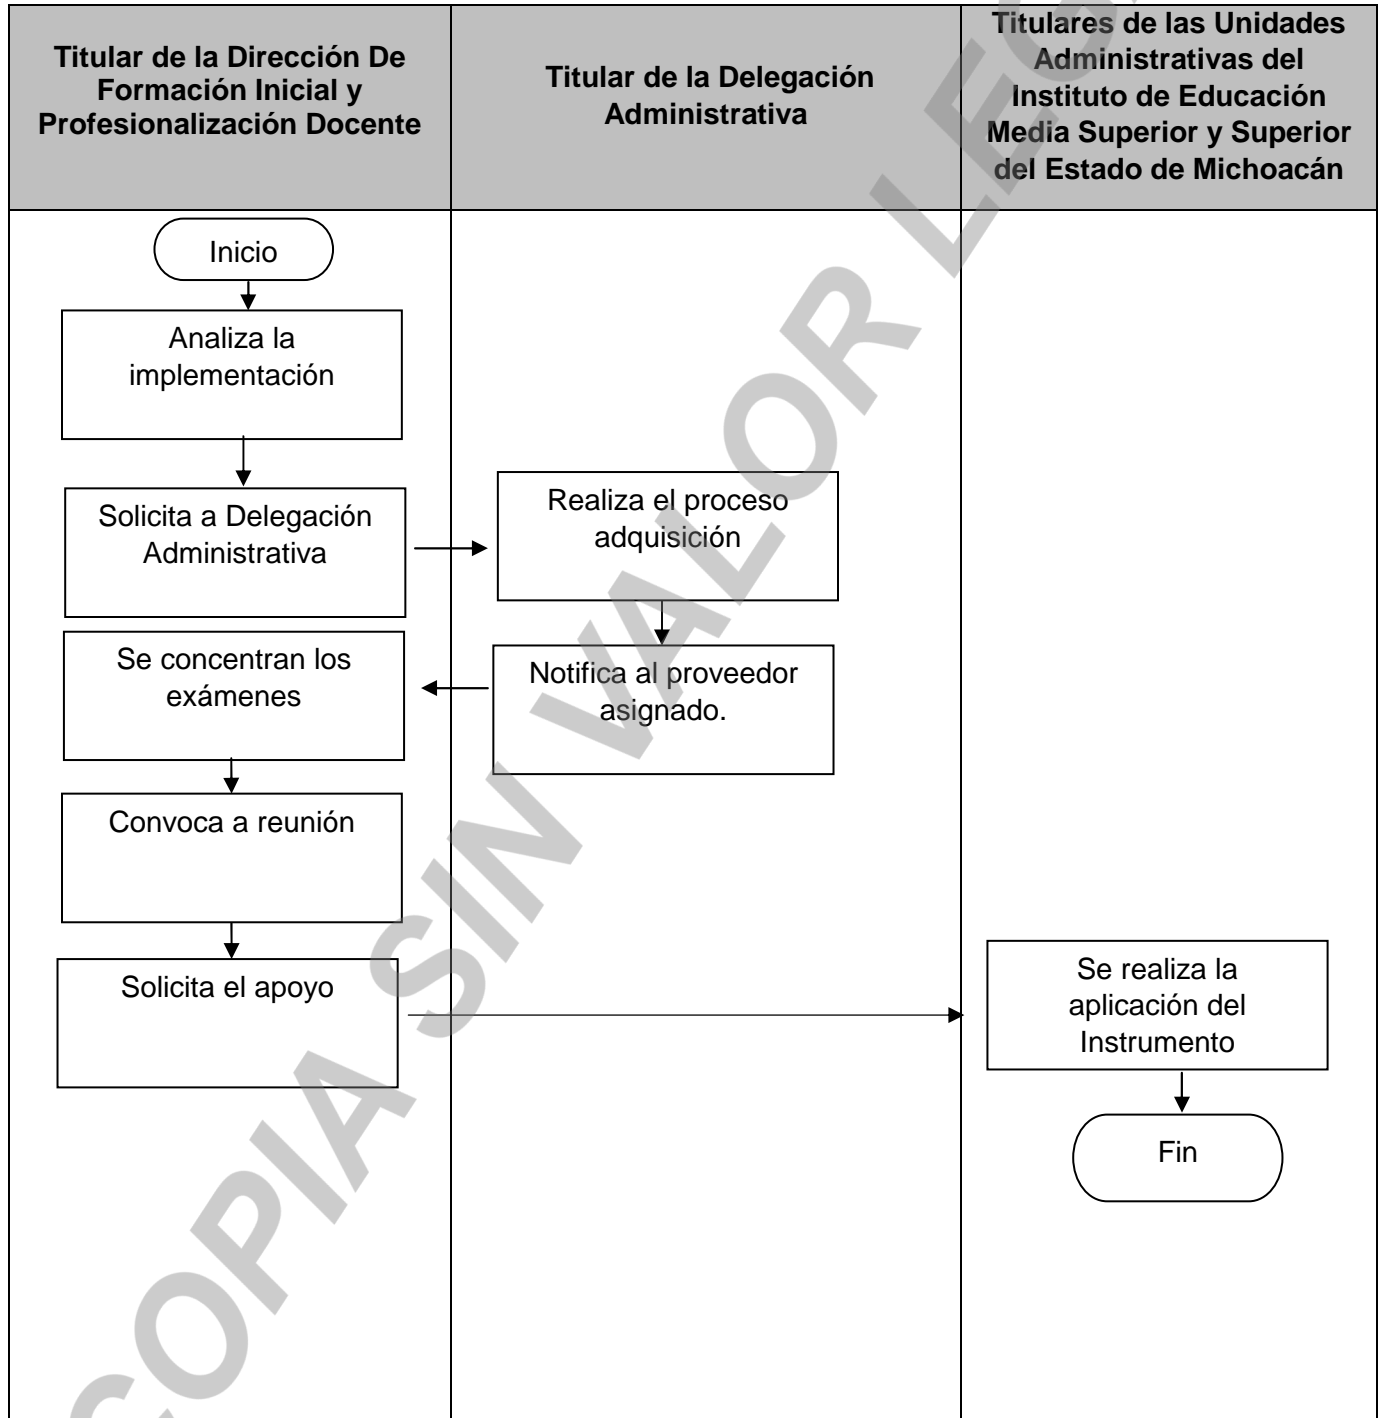 Titular de la Dirección De
Formación Inicial y
Profesionalización Docente
Titular de la Delegación
Administrativa
Titulares de las Unidades
Administrativas del
Instituto de Educación
Media Superior y Superior
del Estado de Michoacán
Inicio
Analiza la
implementación
Solicita a Delegación
Administrativa
Realiza el proceso
adquisición
Notifica al proveedor
asignado.
Se concentran los
exámenes
Convoca a reunión
Solicita el apoyo
Se realiza la
aplicación del
Instrumento
Fin
COPIA SIN VALOR LEG